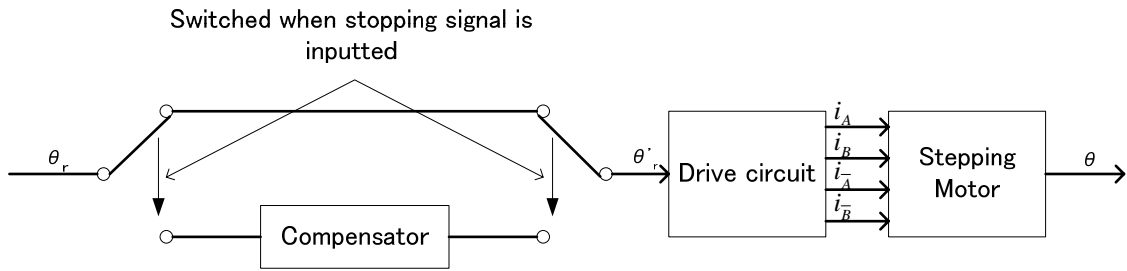 Switched when stopping signal is
inputted
θr
θ'r
iA
iB
iA̅
iB̅
Drive circuit
Stepping
Motor
θ
Compensator